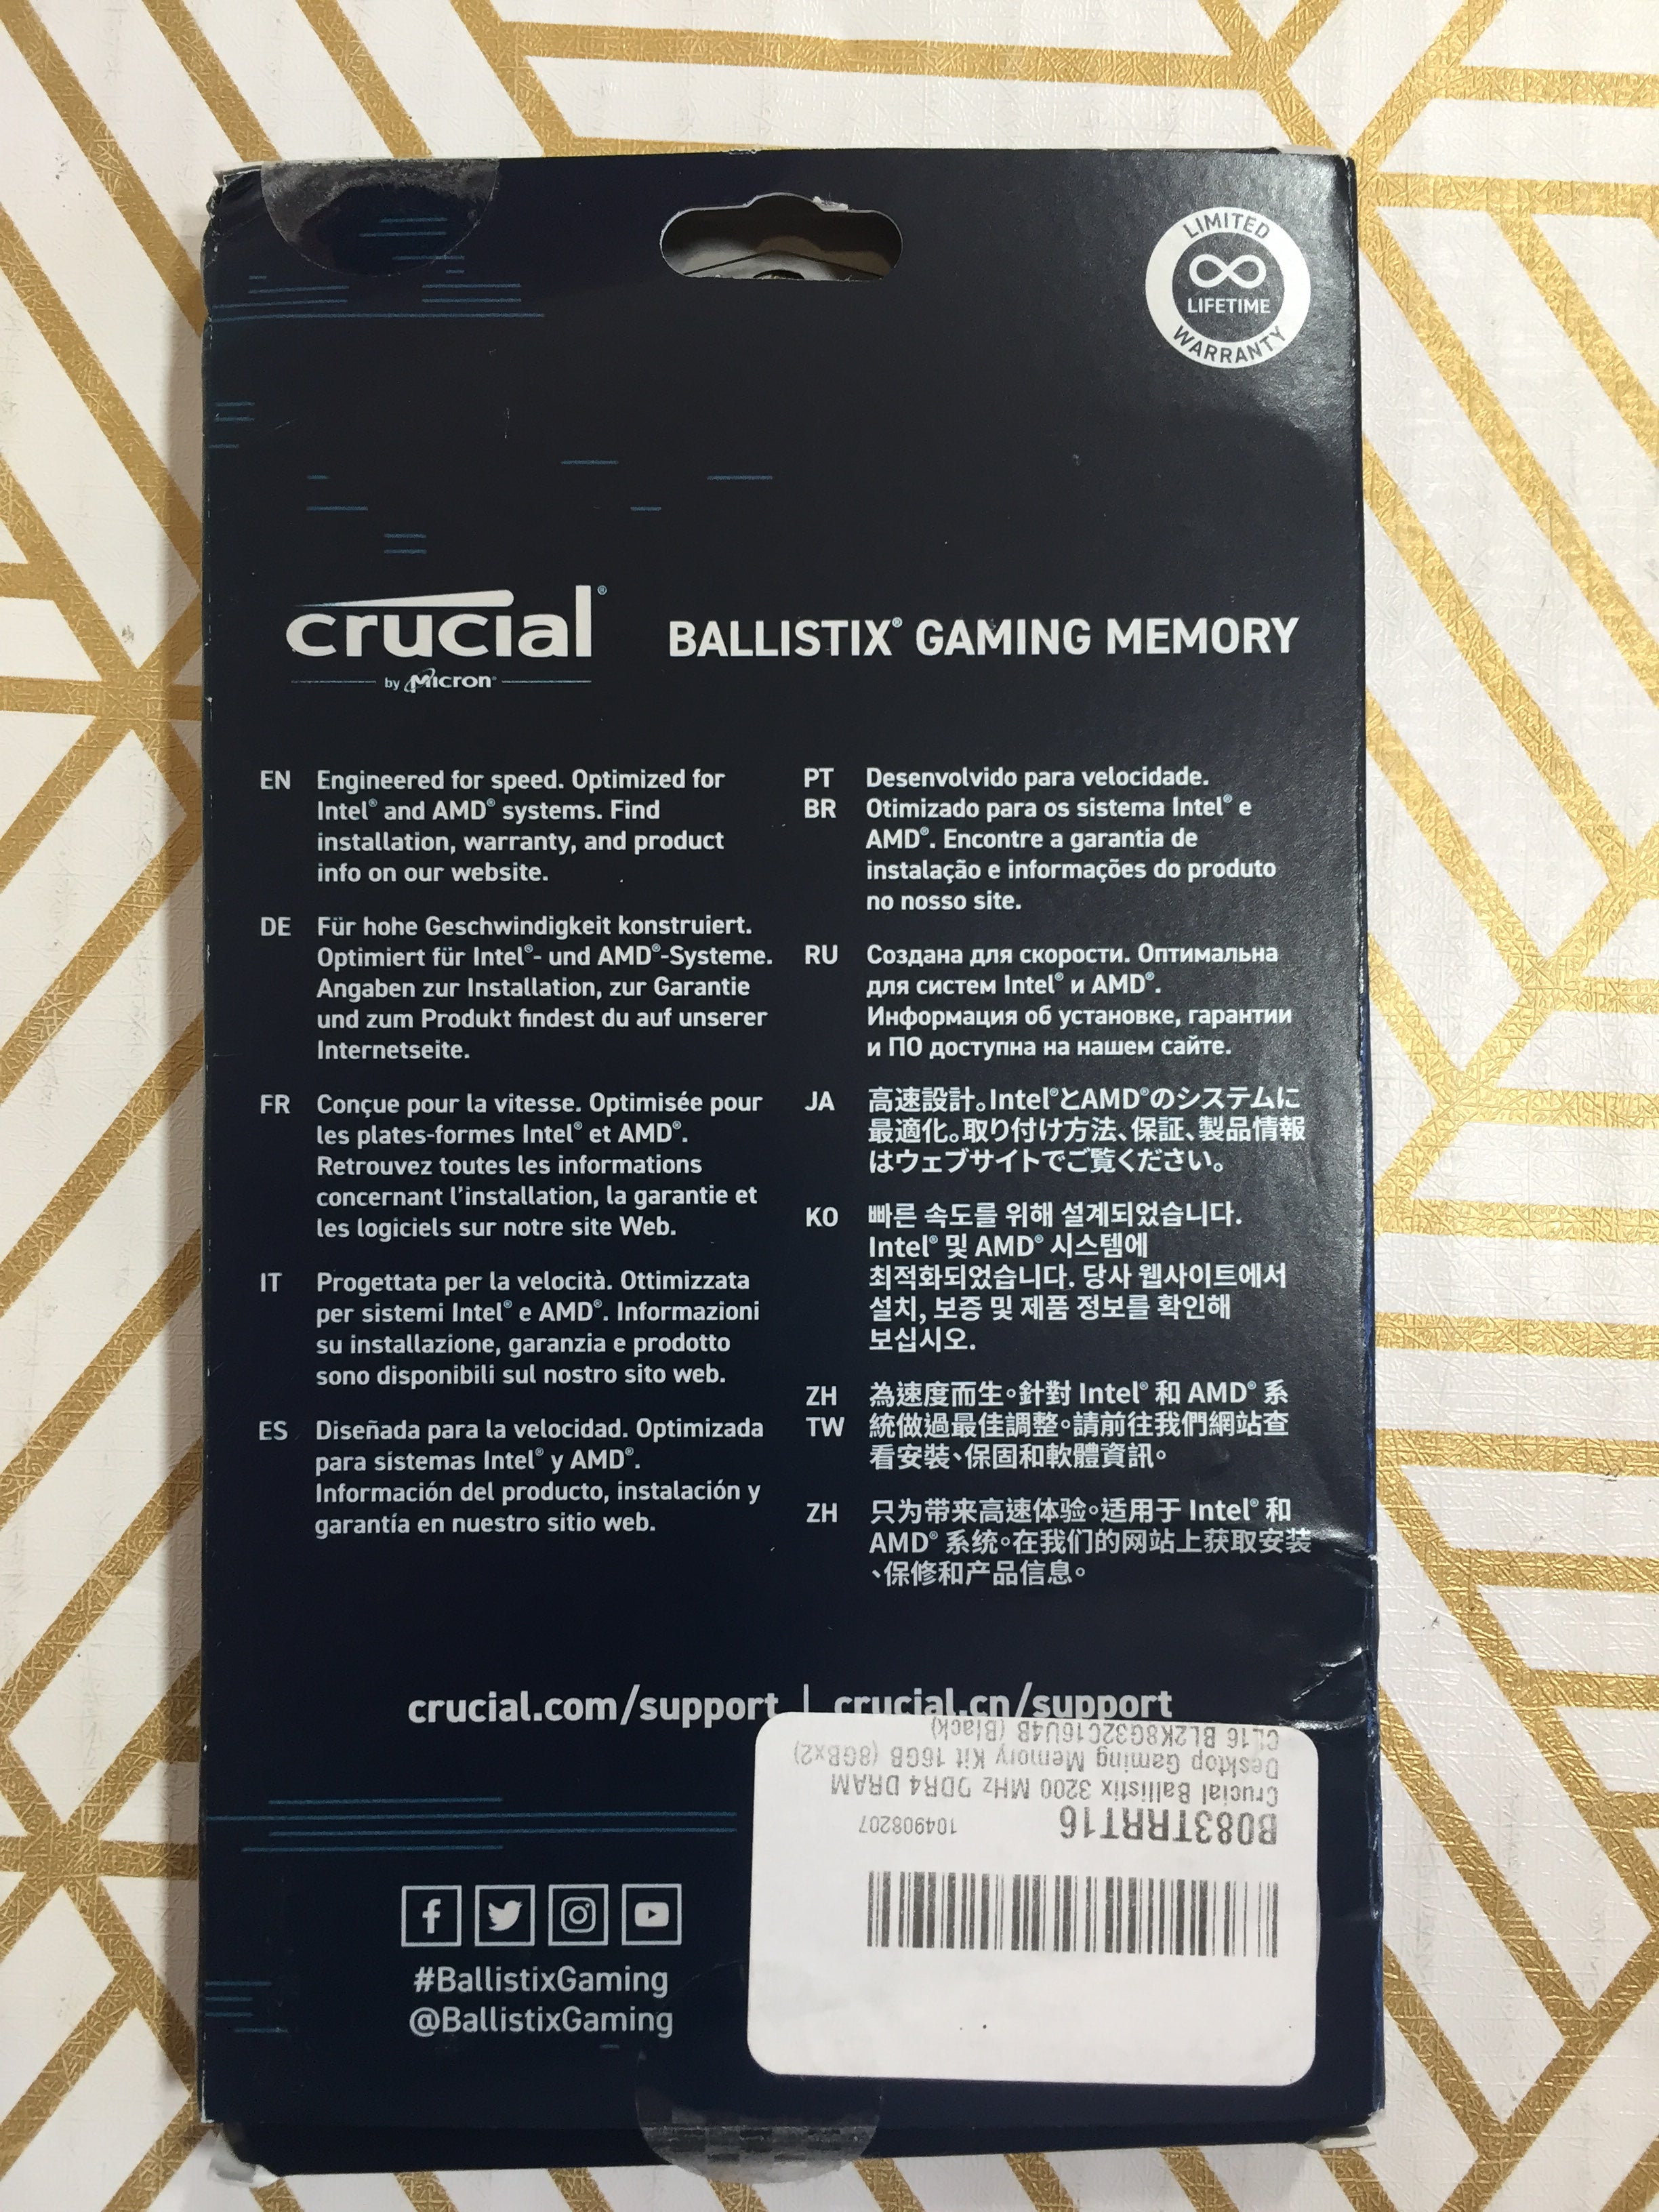 LIMITED
LIFETIME
WARRANTY
crucial®
by Micron®
BALLISTIX® GAMING MEMORY
EN Engineered for speed. Optimized for
Intel® and AMD® systems. Find
installation, warranty, and product
info on our website.
DE Für hohe Geschwindigkeit konstruiert.
Optimiert für Intel®- und AMD®-Systeme.
Angaben zur Installation, zur Garantie
und zum Produkt findest du auf unserer
Internetseite.
FR Conçue pour la vitesse. Optimisée pour
les plates-formes Intel® et AMD®.
Retrouvez toutes les informations
concernant l'installation, la garantie et
les logiciels sur notre site Web.
IT Progettata per la velocità. Ottimizzata
per sistemi Intel® e AMD®. Informazioni
su installazione, garanzia e prodotto
sono disponibili sul nostro sito web.
ES Diseñada para la velocidad. Optimizada
para sistemas Intel® y AMD®.
Información del producto, instalación y
garantía en nuestro sitio web.
PT Desenvolvido para velocidade.
BR Otimizado para os sistema Intel® e
AMD®. Encontre a garantia de
instalação e informações do produto
no nosso site.
RU Создана для скорости. Оптимальна
для систем Intel® и AMD®.
Информация об установке, гарантии
и ПО доступна на нашем сайте.
JA 高速設計。Intel®とAMD®のシステムに
最適化。取り付け方法、保証、製品情報
はウェブサイトでご覧ください。
KO 빠른 속도를 위해 설계되었습니다.
Intel® 및 AMD® 시스템에
최적화되었습니다. 당사 웹사이트에서
설치, 보증 및 제품 정보를 확인해
보십시오.
ZH 為速度而生。針對 Intel® 和 AMD® 系
TW 統做過最佳調整。請前往我們網站查
看安裝、保固和軟體資訊。
ZH 只为带来高速体验。适用于 Intel® 和
AMD® 系统。在我们的网站上获取安装
、保修和产品信息。
crucial.com/support | crucial.cn/support
#BallistixGaming
@BallistixGaming
B083TRRT16 104908207
Crucial Ballistix 3200 MHz DDR4 DRAM
Desktop Gaming Memory Kit 16GB (8GBx2)
CL16 BL2K8G32C16U4B (Black)